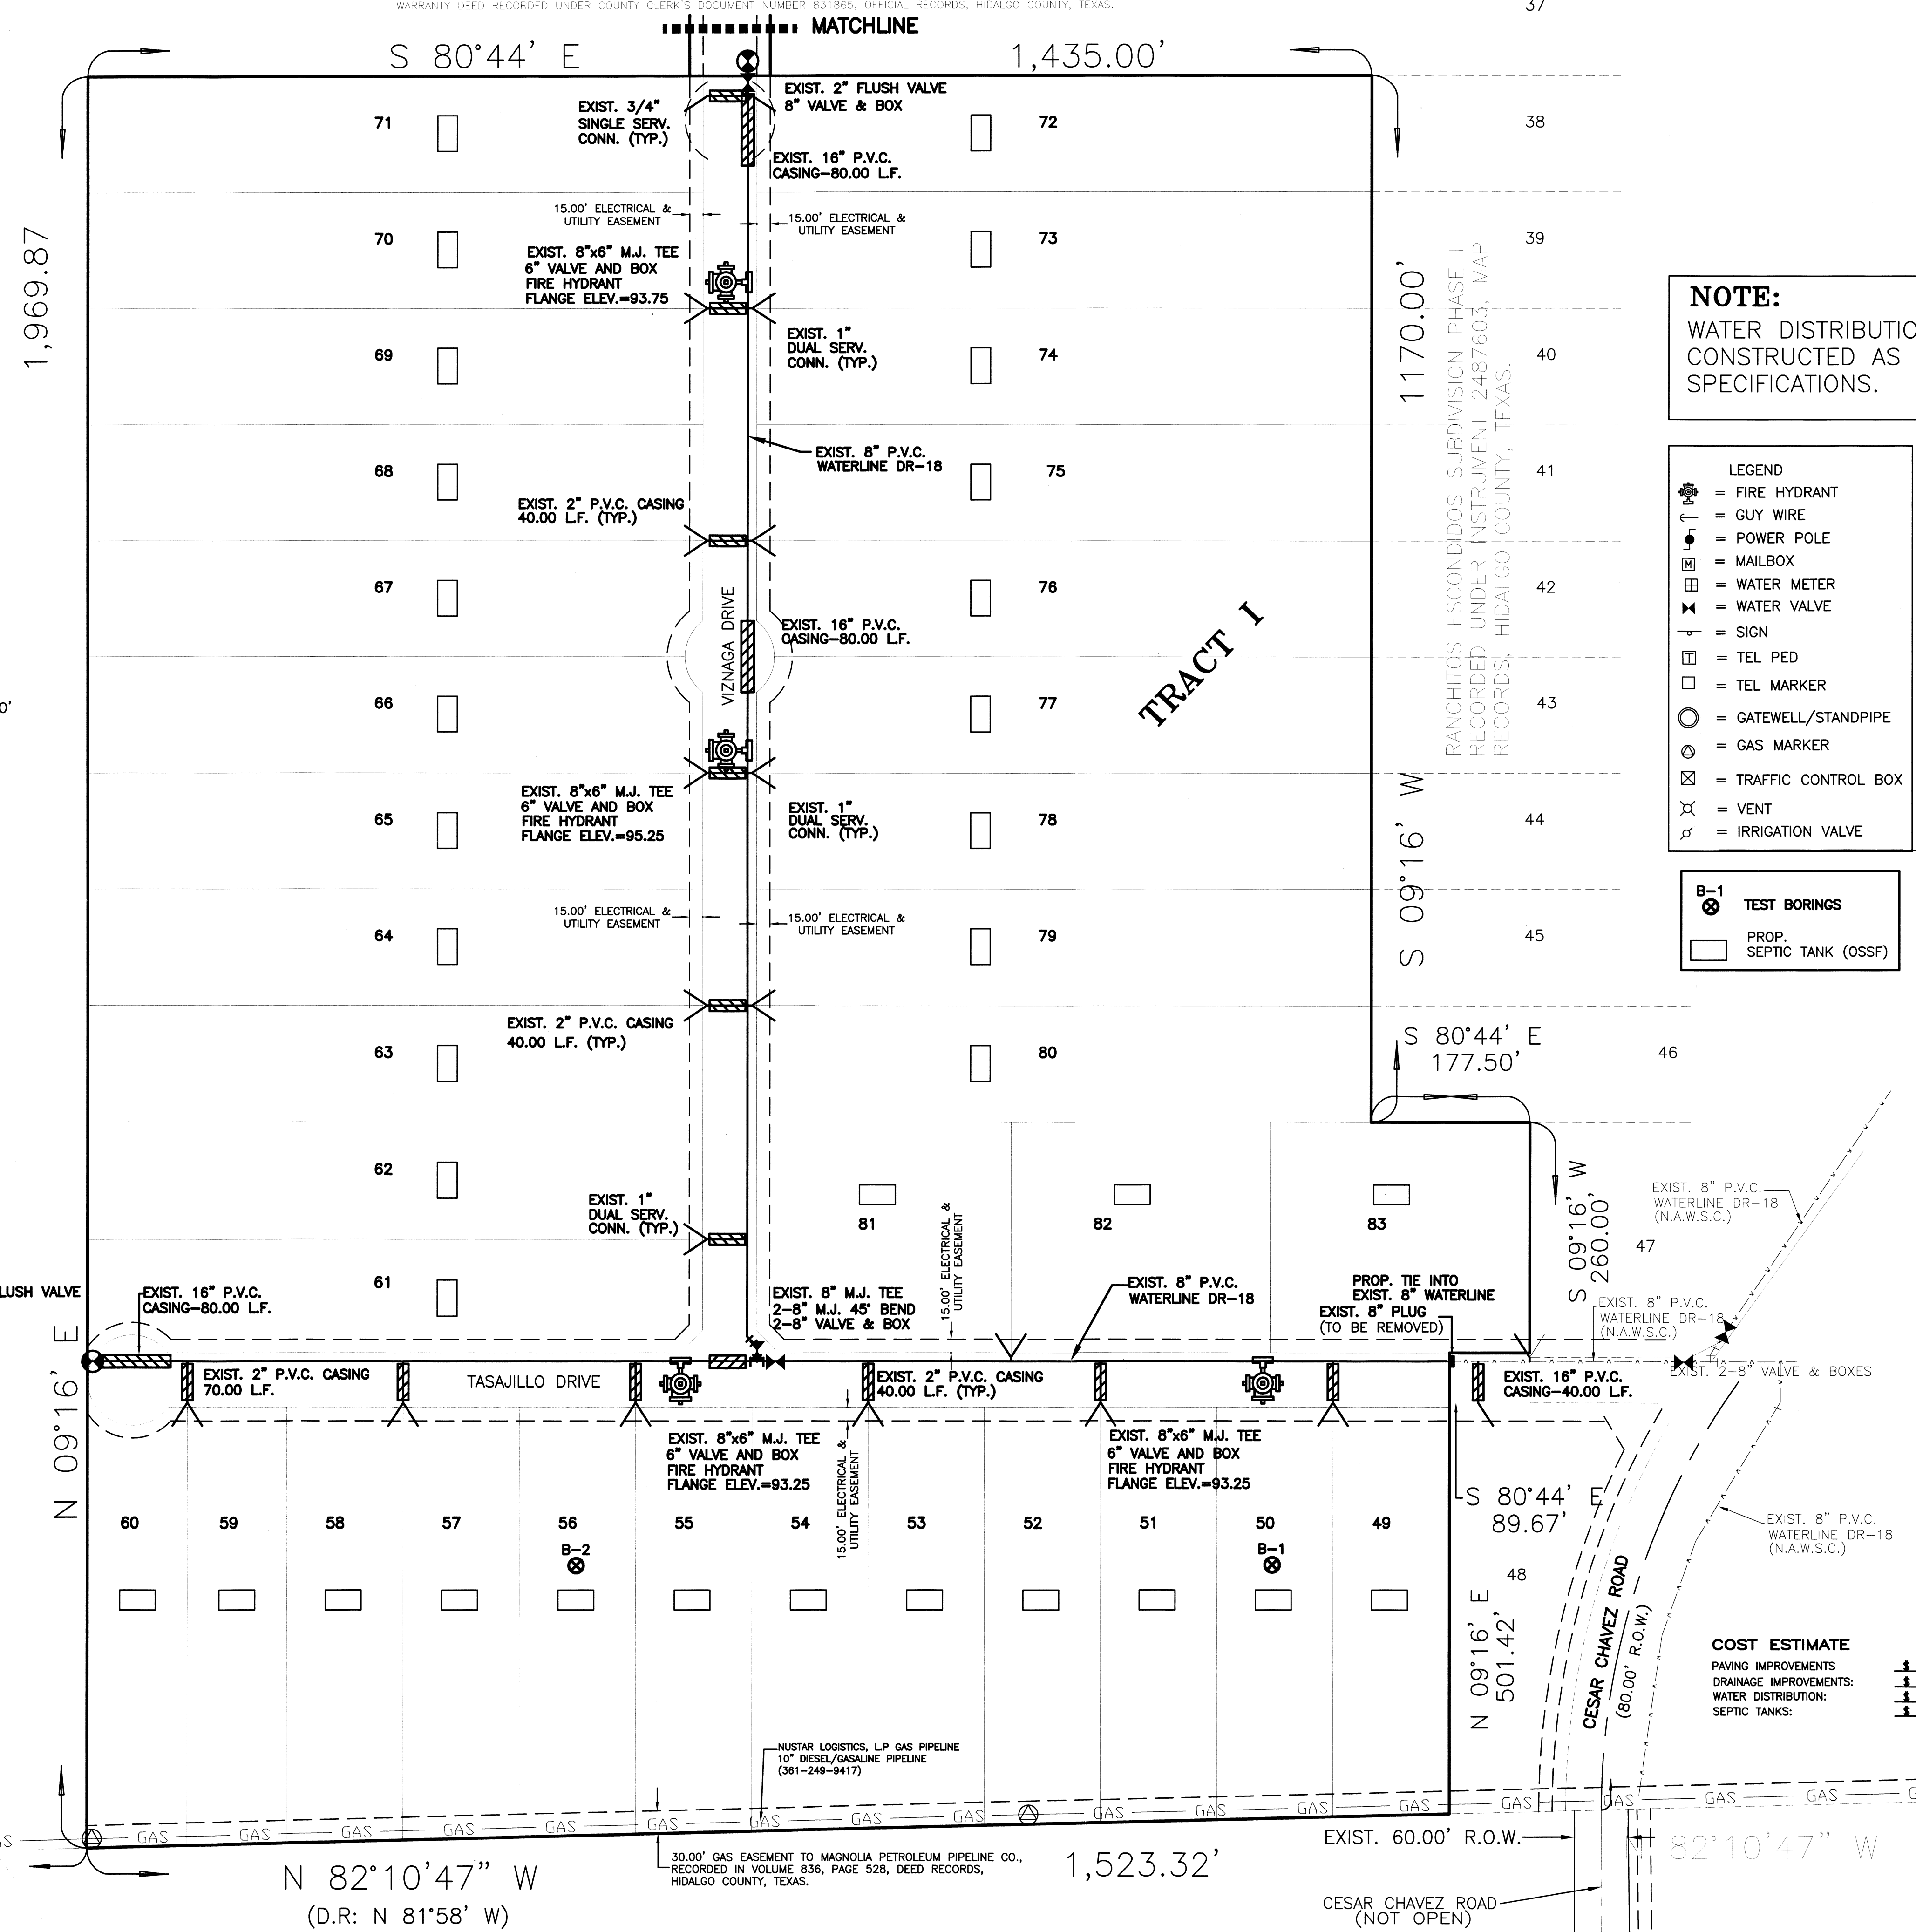 WARRANTY DEED RECORDED UNDER COUNTY CLERK'S DOCUMENT NUMBER 831865, OFFICIAL RECORDS, HIDALGO COUNTY, TEXAS.
MATCHLINE
S 80°44' E
1,435.00'
37
EXIST. 3/4"
SINGLE SERV.
CONN. (TYP.)
EXIST. 2" FLUSH VALVE
8" VALVE & BOX
71
72
38
EXIST. 16" P.V.C.
CASING-80.00 L.F.
15.00' ELECTRICAL &
UTILITY EASEMENT
15.00' ELECTRICAL &
UTILITY EASEMENT
1,969.87
70
73
39
EXIST. 8"x6" M.J. TEE
6" VALVE AND BOX
FIRE HYDRANT
FLANGE ELEV.=93.75
EXIST. 1"
DUAL SERV.
CONN. (TYP.)
69
74
40
1170.00'
S 09°16' W
RANCHITOS ESCONDIDOS SUBDIVISION PHASE I
RECORDED UNDER INSTRUMENT 2487603, MAP
RECORDS, HIDALGO COUNTY, TEXAS.
NOTE:
WATER DISTRIBUTIO
CONSTRUCTED AS
SPECIFICATIONS.
EXIST. 8" P.V.C.
WATERLINE DR-18
68
75
41
EXIST. 2" P.V.C. CASING
40.00 L.F. (TYP.)
LEGEND
= FIRE HYDRANT
= GUY WIRE
= POWER POLE
M = MAILBOX
= WATER METER
= WATER VALVE
= SIGN
T = TEL PED
= TEL MARKER
= GATEWELL/STANDPIPE
= GAS MARKER
= TRAFFIC CONTROL BOX
= VENT
= IRRIGATION VALVE
67
76
42
VIZNAGA DRIVE
EXIST. 16" P.V.C.
CASING-80.00 L.F.
TRACT I
66
77
43
0'
EXIST. 8"x6" M.J. TEE
6" VALVE AND BOX
FIRE HYDRANT
FLANGE ELEV.=95.25
EXIST. 1"
DUAL SERV.
CONN. (TYP.)
65
78
44
B-1
TEST BORINGS
PROP.
SEPTIC TANK (OSSF)
15.00' ELECTRICAL &
UTILITY EASEMENT
15.00' ELECTRICAL &
UTILITY EASEMENT
64
79
45
EXIST. 2" P.V.C. CASING
40.00 L.F. (TYP.)
63
80
S 80°44' E
177.50'
46
62
EXIST. 1"
DUAL SERV.
CONN. (TYP.)
81
82
83
15.00' ELECTRICAL &
UTILITY EASEMENT
S 09°16' W
260.00'
EXIST. 8" P.V.C.
WATERLINE DR-18
(N.A.W.S.C.)
47
LUSH VALVE
EXIST. 16" P.V.C.
CASING-80.00 L.F.
61
EXIST. 8" M.J. TEE
2-8" M.J. 45° BEND
2-8" VALVE & BOX
EXIST. 8" P.V.C.
WATERLINE DR-18
PROP. TIE INTO
EXIST. 8" WATERLINE
EXIST. 8" PLUG
(TO BE REMOVED)
EXIST. 8" P.V.C.
WATERLINE DR-18
(N.A.W.S.C.)
EXIST. 2-8" VALVE & BOXES
N 09°16' E
EXIST. 2" P.V.C. CASING
70.00 L.F.
TASAJILLO DRIVE
EXIST. 2" P.V.C. CASING
40.00 L.F. (TYP.)
EXIST. 16" P.V.C.
CASING-40.00 L.F.
EXIST. 8"x6" M.J. TEE
6" VALVE AND BOX
FIRE HYDRANT
FLANGE ELEV.=93.25
15.00' ELECTRICAL &
UTILITY EASEMENT
EXIST. 8"x6" M.J. TEE
6" VALVE AND BOX
FIRE HYDRANT
FLANGE ELEV.=93.25
S 80°44' E
89.67'
60
59
58
57
56
55
54
53
52
51
50
49
B-2
B-1
48
EXIST. 8" P.V.C.
WATERLINE DR-18
(N.A.W.S.C.)
N 09°16' E
501.42'
CESAR CHAVEZ ROAD
(80.00' R.O.W.)
COST ESTIMATE
PAVING IMPROVEMENTS $
DRAINAGE IMPROVEMENTS: $
WATER DISTRIBUTION: $
SEPTIC TANKS: $
NUSTAR LOGISTICS, L.P GAS PIPELINE
10" DIESEL/GASALINE PIPELINE
(361-249-9417)
AS GAS GAS GAS GAS GAS GAS GAS GAS GAS GAS GAS GAS GAS GAS GAS GAS GAS G
EXIST. 60.00' R.O.W.
N 82°10'47" W
N 82°10'47" W
(D.R: N 81°58' W)
30.00' GAS EASEMENT TO MAGNOLIA PETROLEUM PIPELINE CO.,
RECORDED IN VOLUME 836, PAGE 528, DEED RECORDS,
HIDALGO COUNTY, TEXAS.
1,523.32'
CESAR CHAVEZ ROAD
(NOT OPEN)